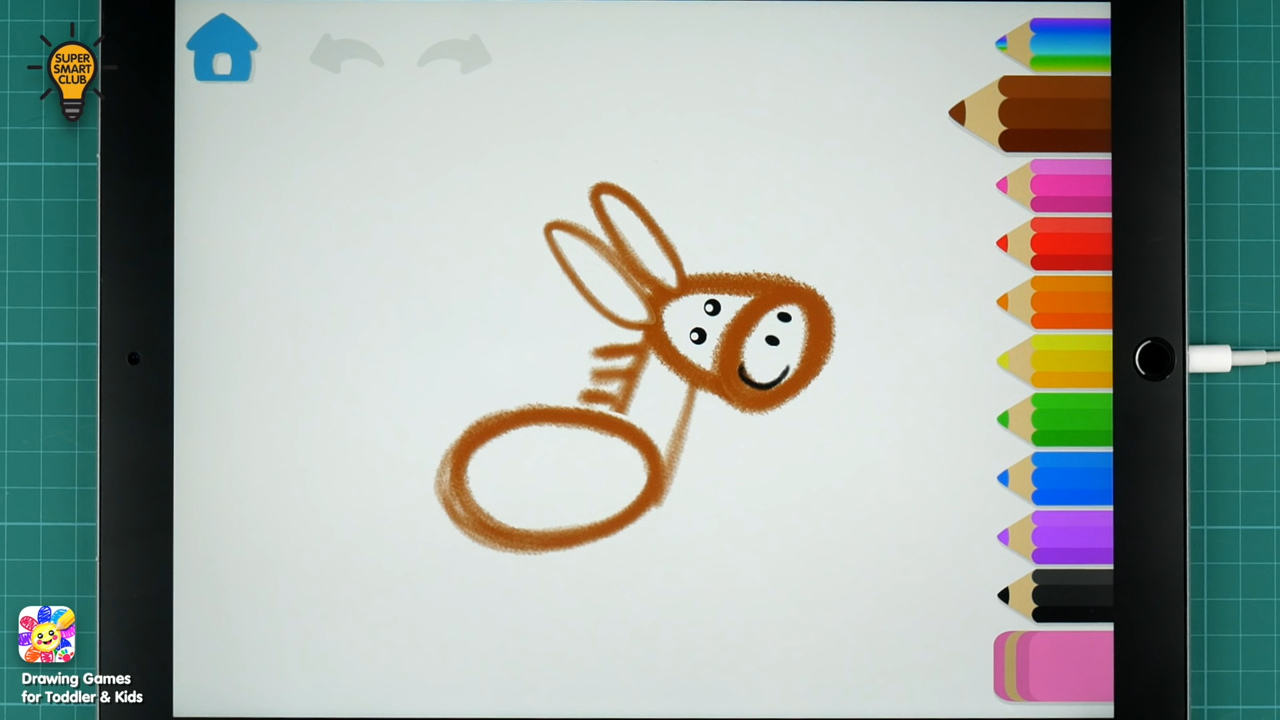 SUPER
SMART
CLUB
Drawing Games
for Toddler & Kids